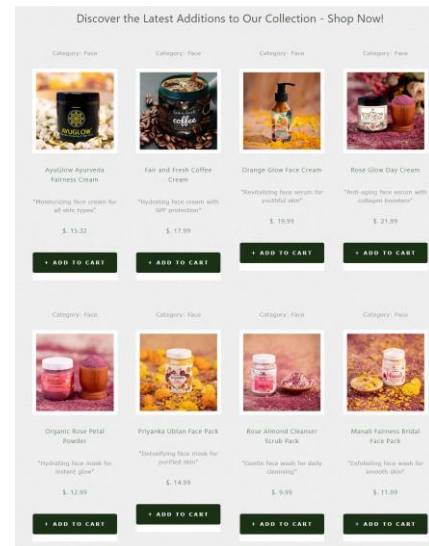 Discover the Latest Additions to Our Collection - Shop Now!
Category: Face
Category: Face
Category: Face
Category: Face
AYUGLOW
coffee
AyuGlow Ayurveda
Fairness Cream
Fair and Fresh Coffee
Cream
Orange Glow Face Cream
Rose Glow Day Cream
"Moisturizing face cream for
all skin types"
"Hydrating face cream with
SPF protection"
"Revitalizing face serum for
youthful skin"
"Anti-aging face serum with
collagen boosters"
$. 15.32
$. 17.99
$. 19.99
$. 21.99
+ ADD TO CART
+ ADD TO CART
+ ADD TO CART
+ ADD TO CART
Category: Face
Category: Face
Category: Face
Category: Face
Organic Rose Petal
Powder
Priyanka Ubtan Face Pack
Rose Almond Cleanser
Scrub Pack
Manali Fairness Bridal
Face Pack
"Hydrating face mask for
instant glow"
"Detoxifying face mask for
purified skin"
"Gentle face wash for daily
cleansing"
"Exfoliating face wash for
smooth skin"
$. 12.99
$. 14.99
$. 9.99
$. 11.99
+ ADD TO CART
+ ADD TO CART
+ ADD TO CART
+ ADD TO CART